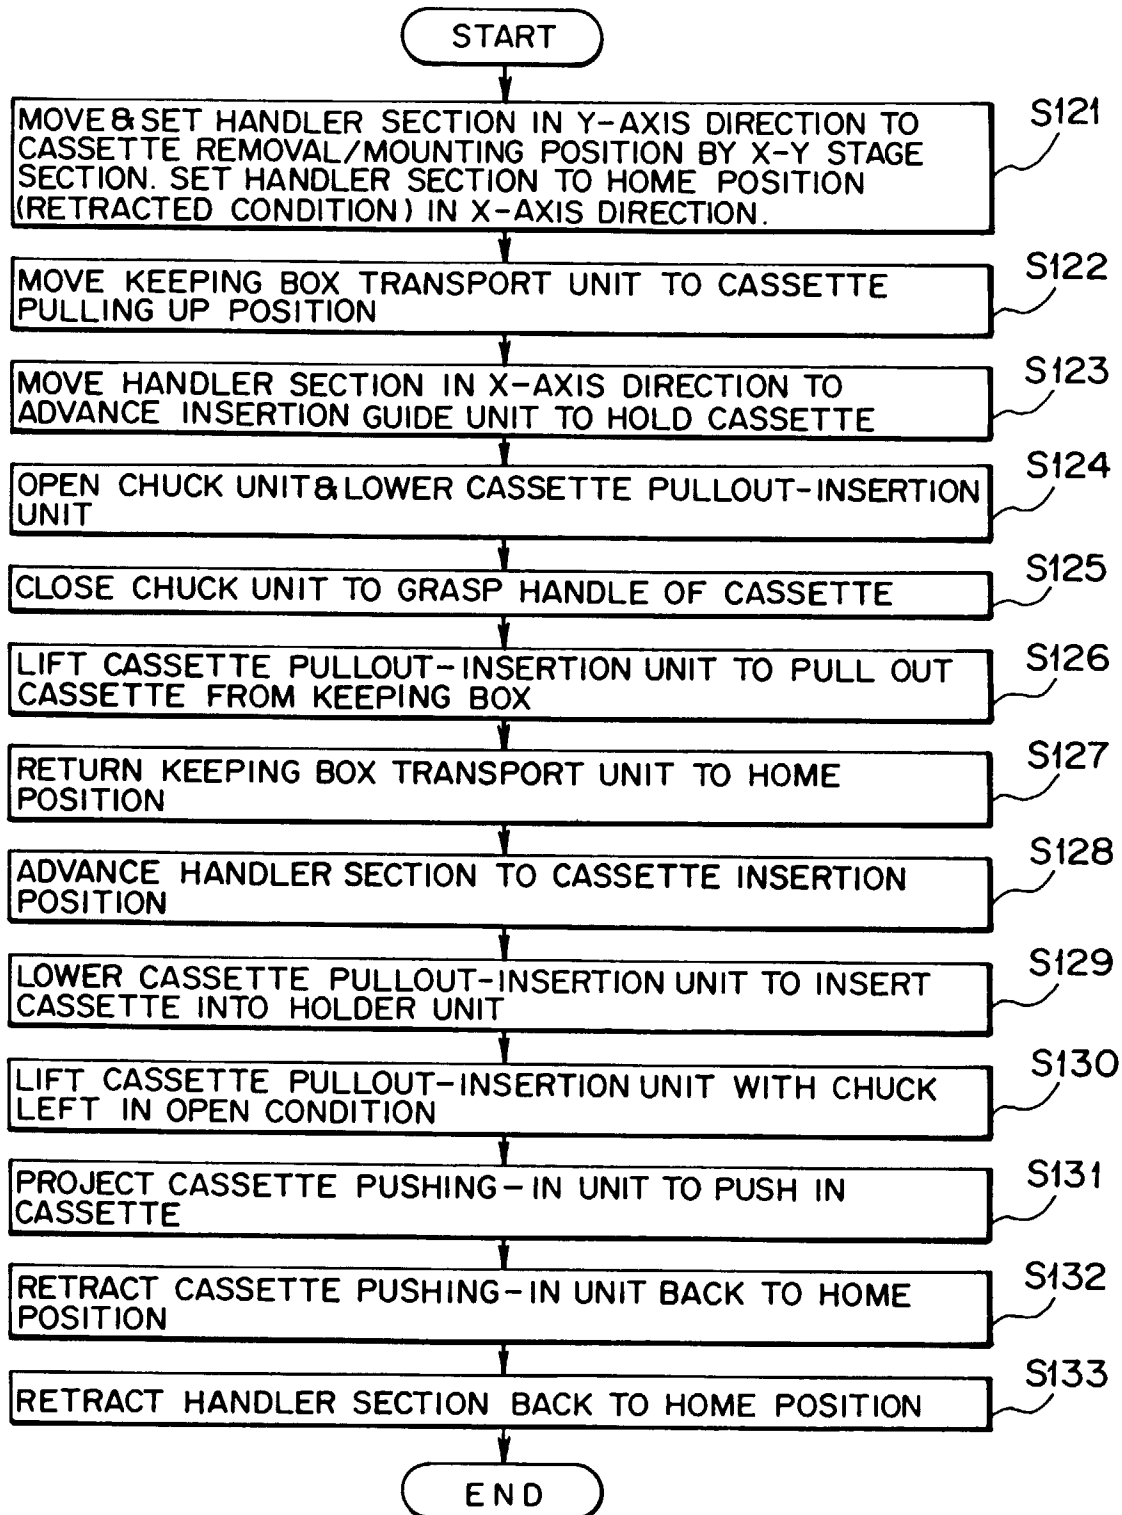 START
MOVE&SET HANDLER SECTION IN Y-AXIS DIRECTION TO
CASSETTE REMOVAL/MOUNTING POSITION BY X-Y STAGE
SECTION. SET HANDLER SECTION TO HOME POSITION
(RETRACTED CONDITION) IN X-AXIS DIRECTION.
S121
MOVE KEEPING BOX TRANSPORT UNIT TO CASSETTE
PULLING UP POSITION
S122
MOVE HANDLER SECTION IN X-AXIS DIRECTION TO
ADVANCE INSERTION GUIDE UNIT TO HOLD CASSETTE
S123
OPEN CHUCK UNIT&LOWER CASSETTE PULLOUT-INSERTION
UNIT
S124
CLOSE CHUCK UNIT TO GRASP HANDLE OF CASSETTE
S125
LIFT CASSETTE PULLOUT-INSERTION UNIT TO PULL OUT
CASSETTE FROM KEEPING BOX
S126
RETURN KEEPING BOX TRANSPORT UNIT TO HOME
POSITION
S127
ADVANCE HANDLER SECTION TO CASSETTE INSERTION
POSITION
S128
LOWER CASSETTE PULLOUT-INSERTION UNIT TO INSERT
CASSETTE INTO HOLDER UNIT
S129
LIFT CASSETTE PULLOUT-INSERTION UNIT WITH CHUCK
LEFT IN OPEN CONDITION
S130
PROJECT CASSETTE PUSHING-IN UNIT TO PUSH IN
CASSETTE
S131
RETRACT CASSETTE PUSHING-IN UNIT BACK TO HOME
POSITION
S132
RETRACT HANDLER SECTION BACK TO HOME POSITION
S133
END